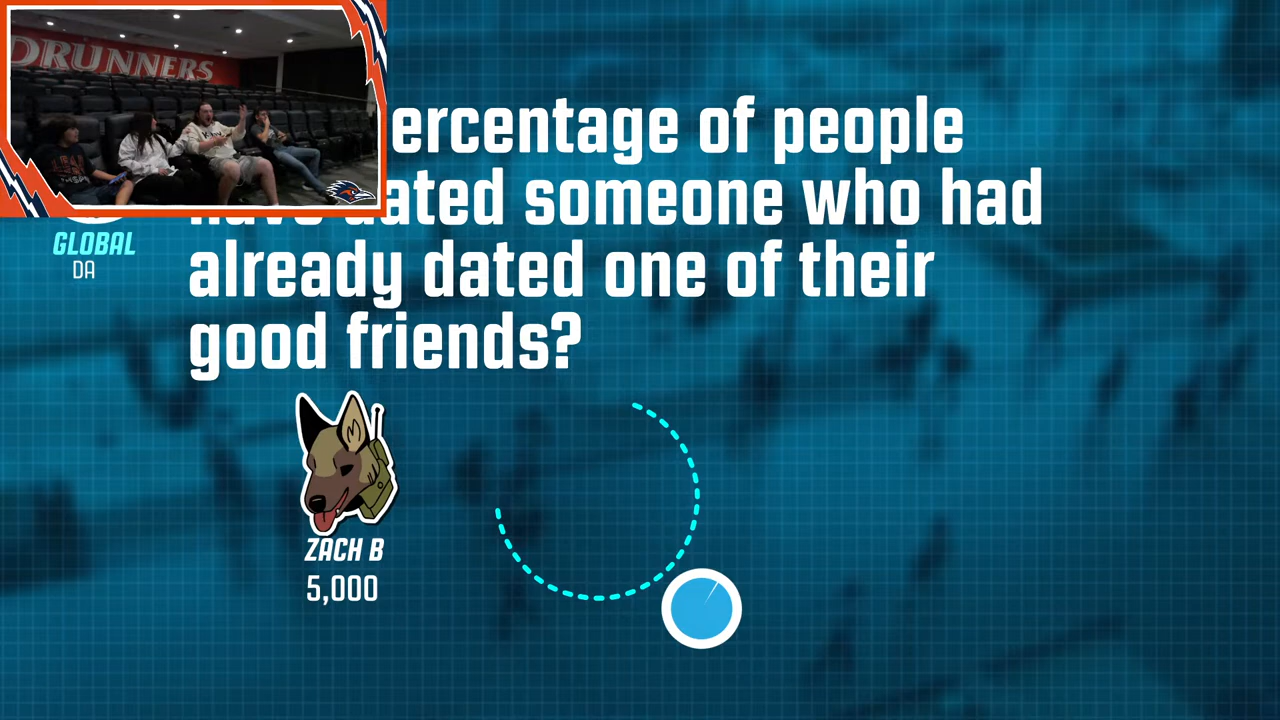 DRUNNERS
ercentage of people
ated someone who had
already dated one of their
good friends?
GLOBAL
DA
ZACH B
5,000